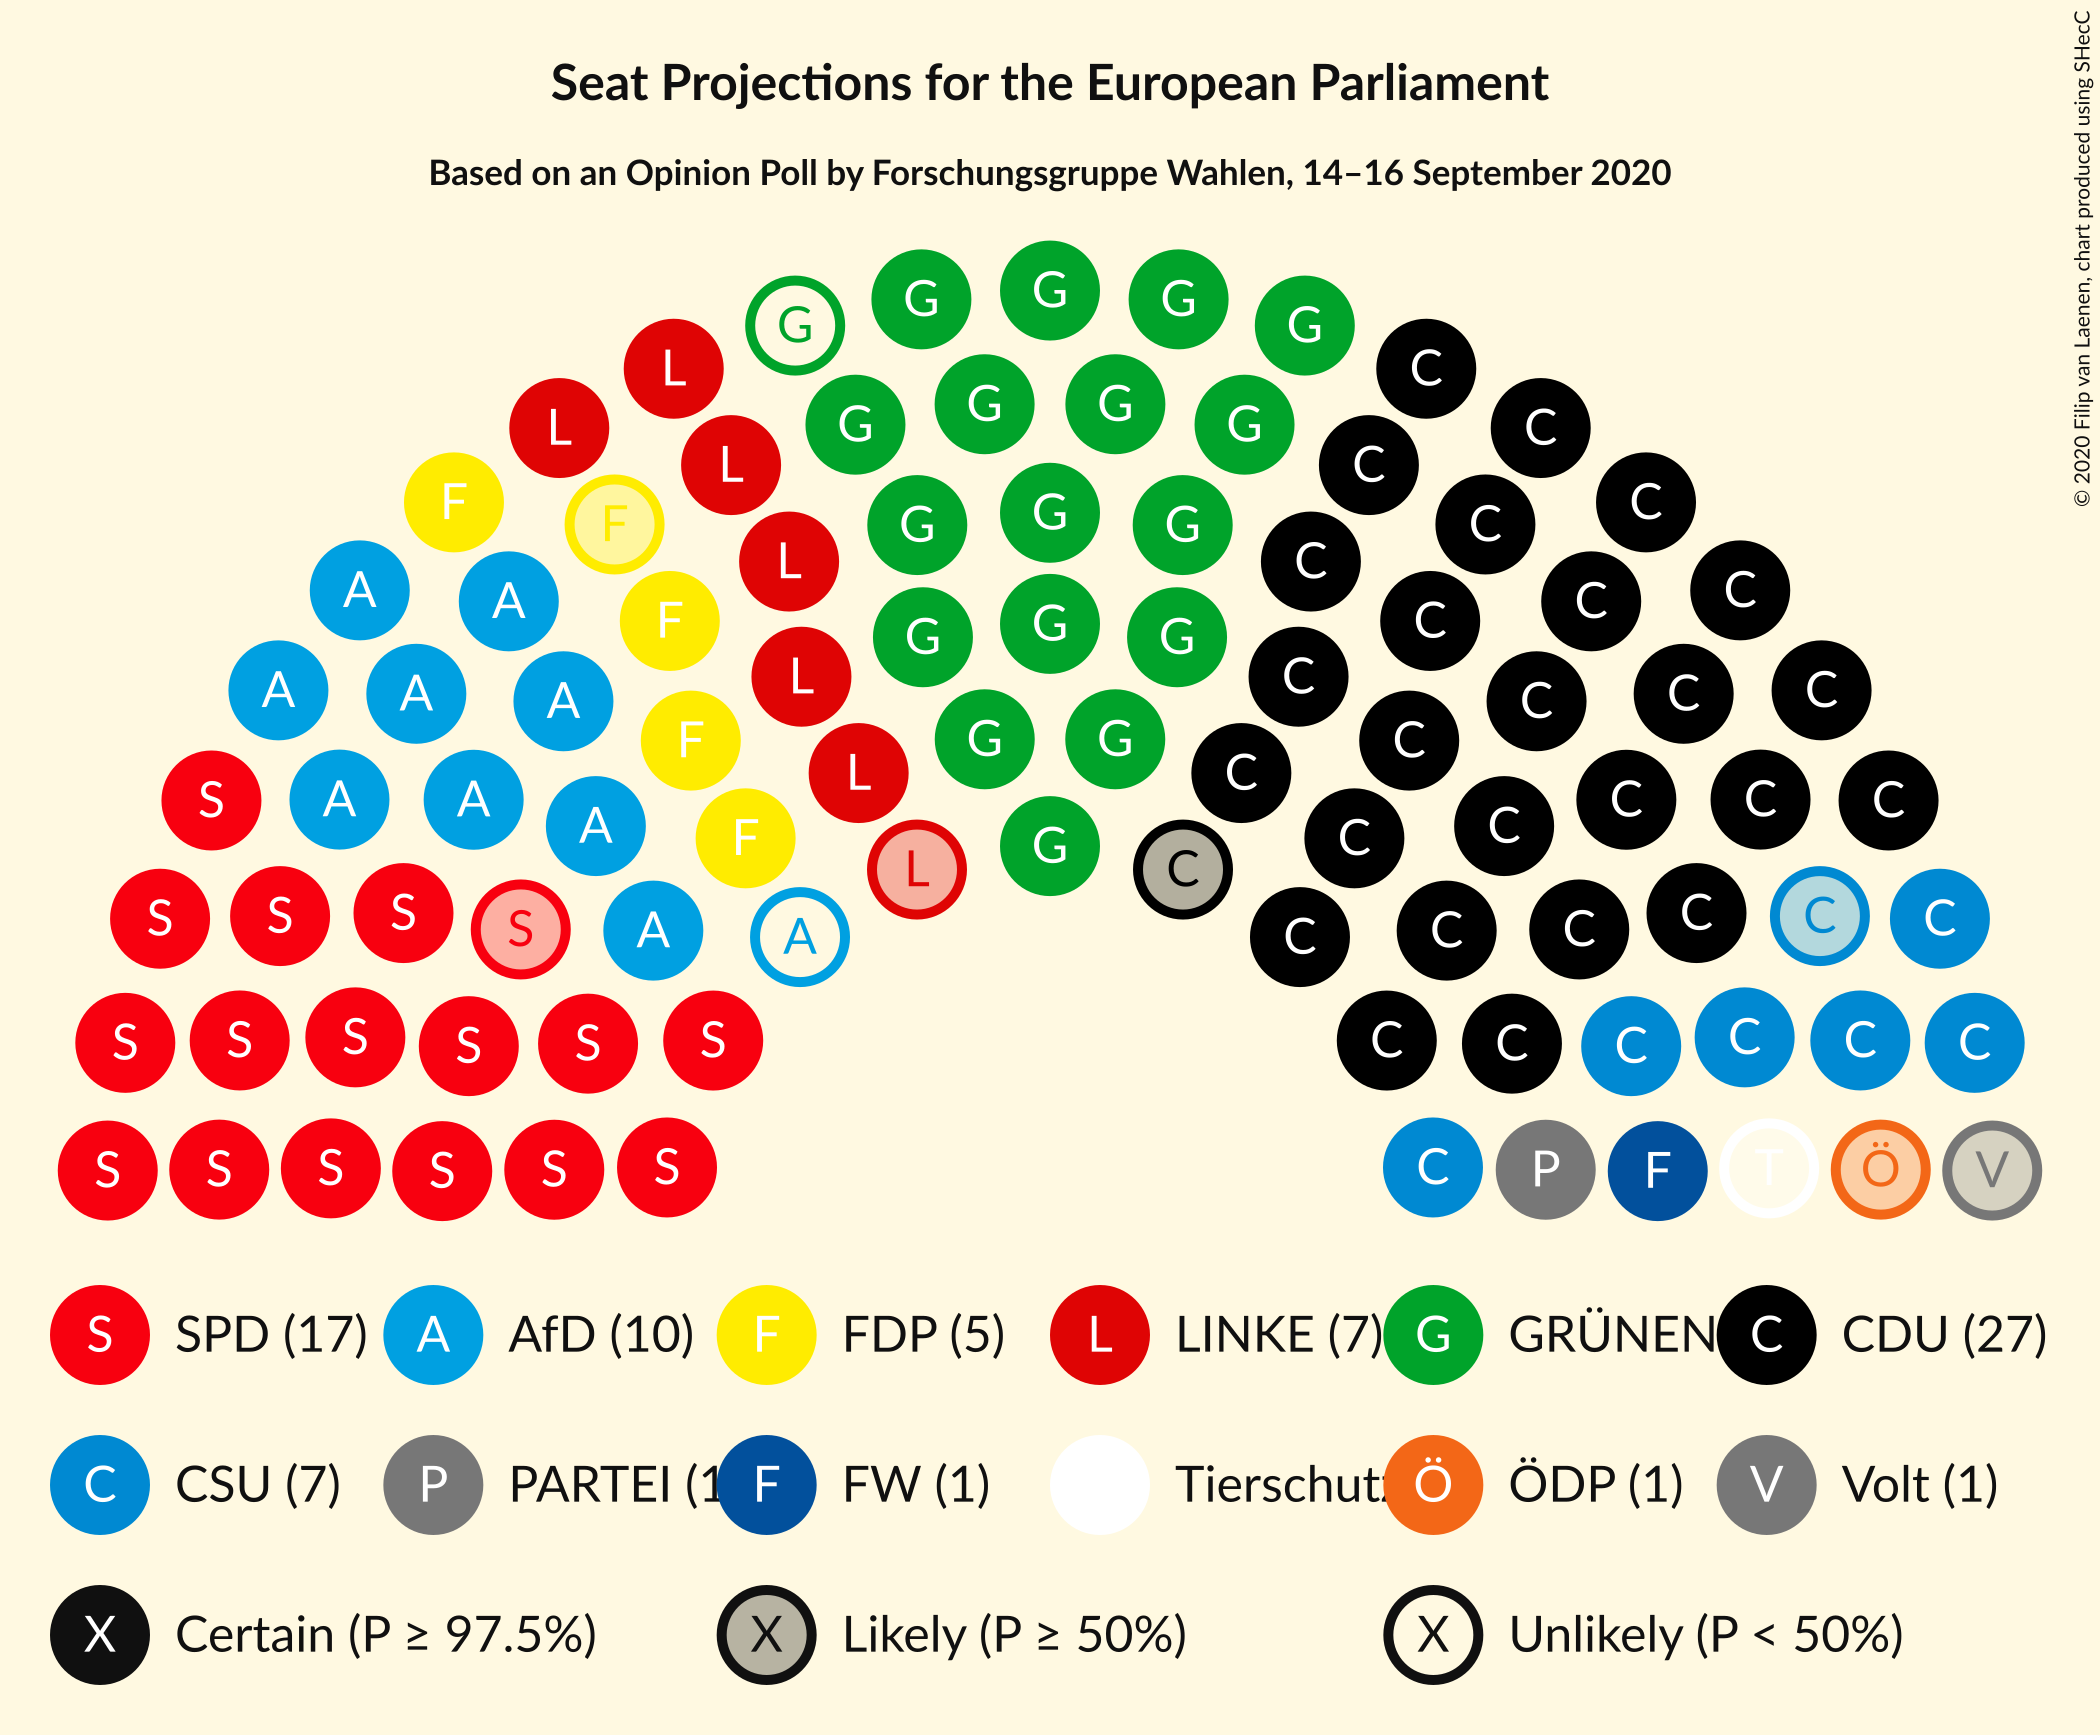 Seat Projections for the European Parliament
Based on an Opinion Poll by Forschungsgruppe Wahlen, 14–16 September 2020
© 2020 Filip van Laenen, chart produced using SHecC
G G G G G
L C
L G G G G C
L C
F F G G G C C
A A L C C C
F G G G C
A A A L C C C C
F G G C
S A A A L C C C C C
F G C
L C
S S S S A A C C C C C C
S S S S S S C C C C C C
S S S S S S C P F T Ö V
S SPD (17) A AfD (10) F FDP (5) L LINKE (7) G GRÜNEN C CDU (27)
C CSU (7) P PARTEI (1 F FW (1) Tierschutz Ö ÖDP (1) V Volt (1)
X Certain (P ≥ 97.5%) X Likely (P ≥ 50%) X Unlikely (P < 50%)